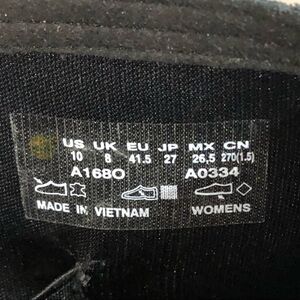 US UK EU JP MX CN
10 8 41.5 27 26.5 270(1.5)
A168O A0334
MADE IN VIETNAM WOMENS